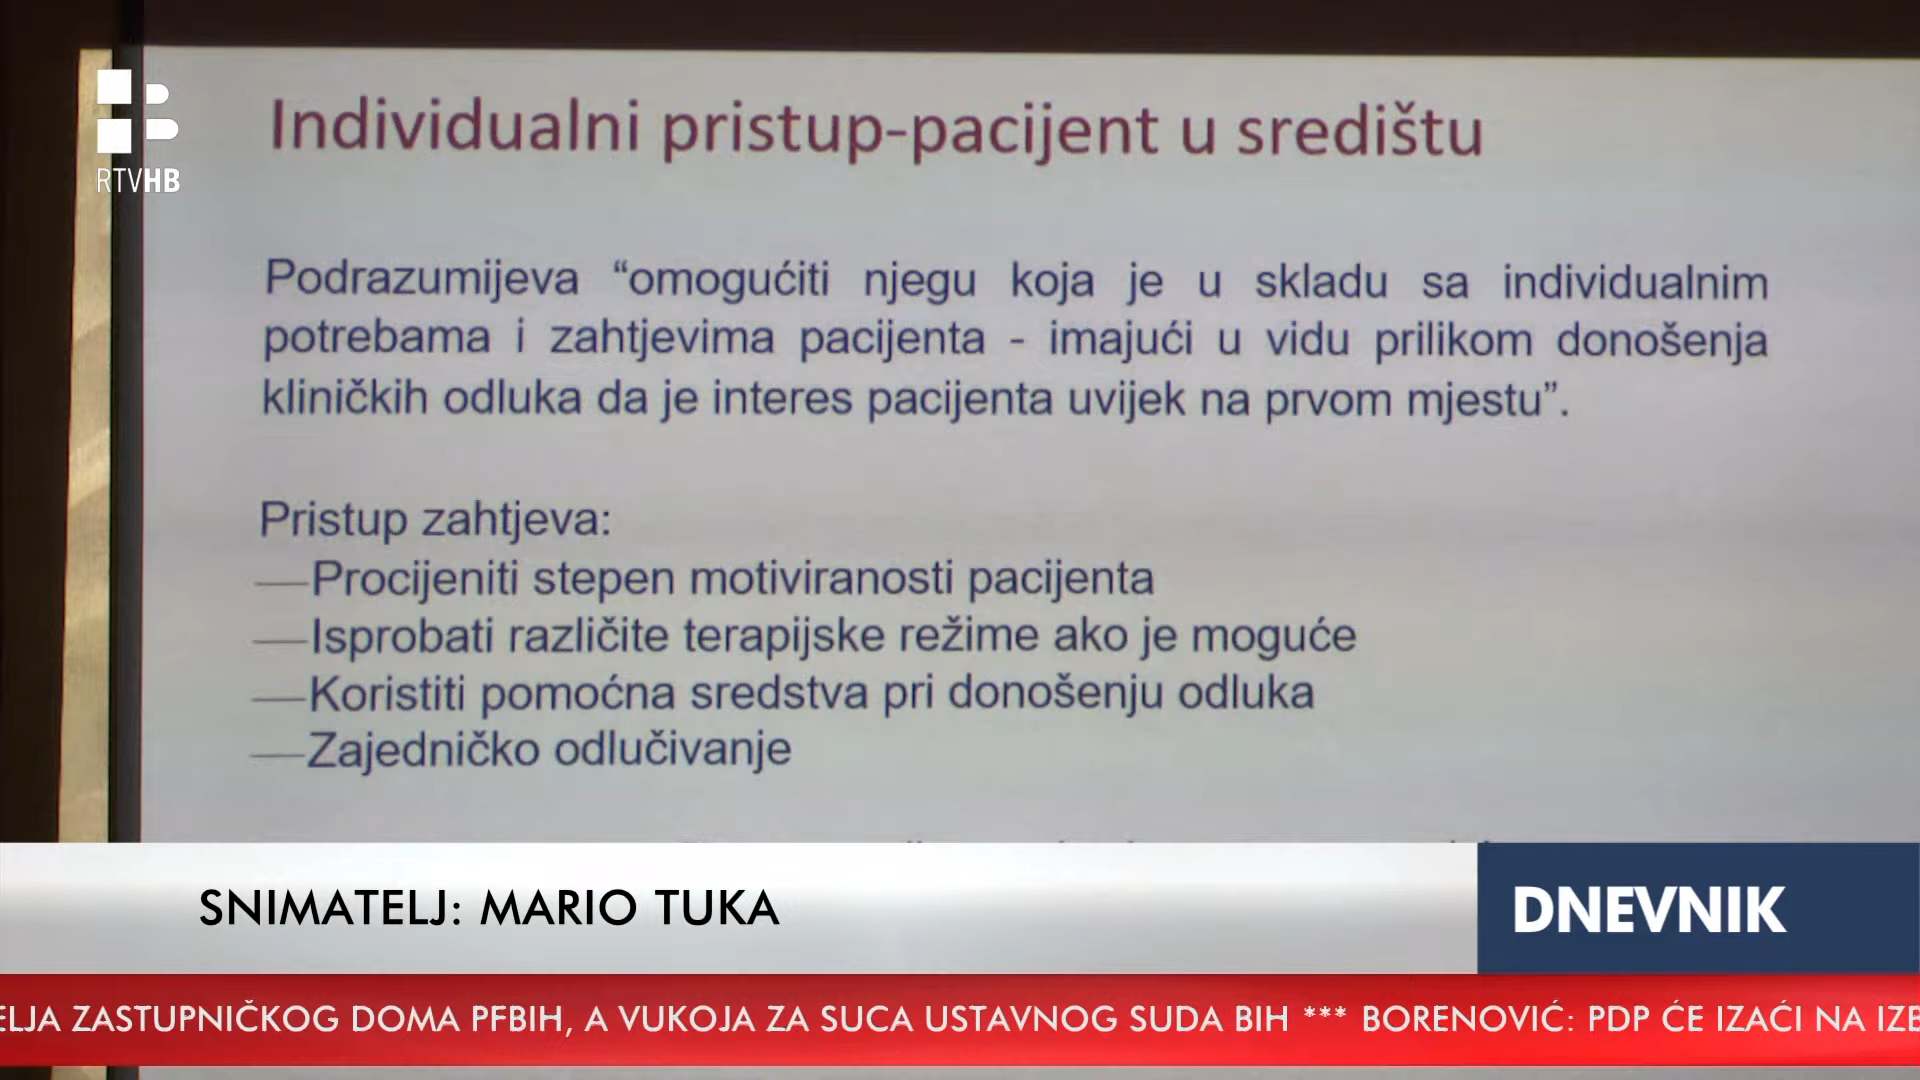 RTVHB
Individualni pristup-pacijent u središtu
Podrazumijeva “omogućiti njegu koja je u skladu sa individualnim
potrebama i zahtjevima pacijenta - imajući u vidu prilikom donošenja
kliničkih odluka da je interes pacijenta uvijek na prvom mjestu”.
Pristup zahtjeva:
—Procijeniti stepen motiviranosti pacijenta
—Isprobati različite terapijske režime ako je moguće
—Koristiti pomoćna sredstva pri donošenju odluka
—Zajedničko odlučivanje
SNIMATELJ: MARIO TUKA
DNEVNIK
ELJA ZASTUPNIČKOG DOMA PFBIH, A VUKOJA ZA SUCA USTAVNOG SUDA BIH *** BORENOVIĆ: PDP ĆE IZAĆI NA IZB